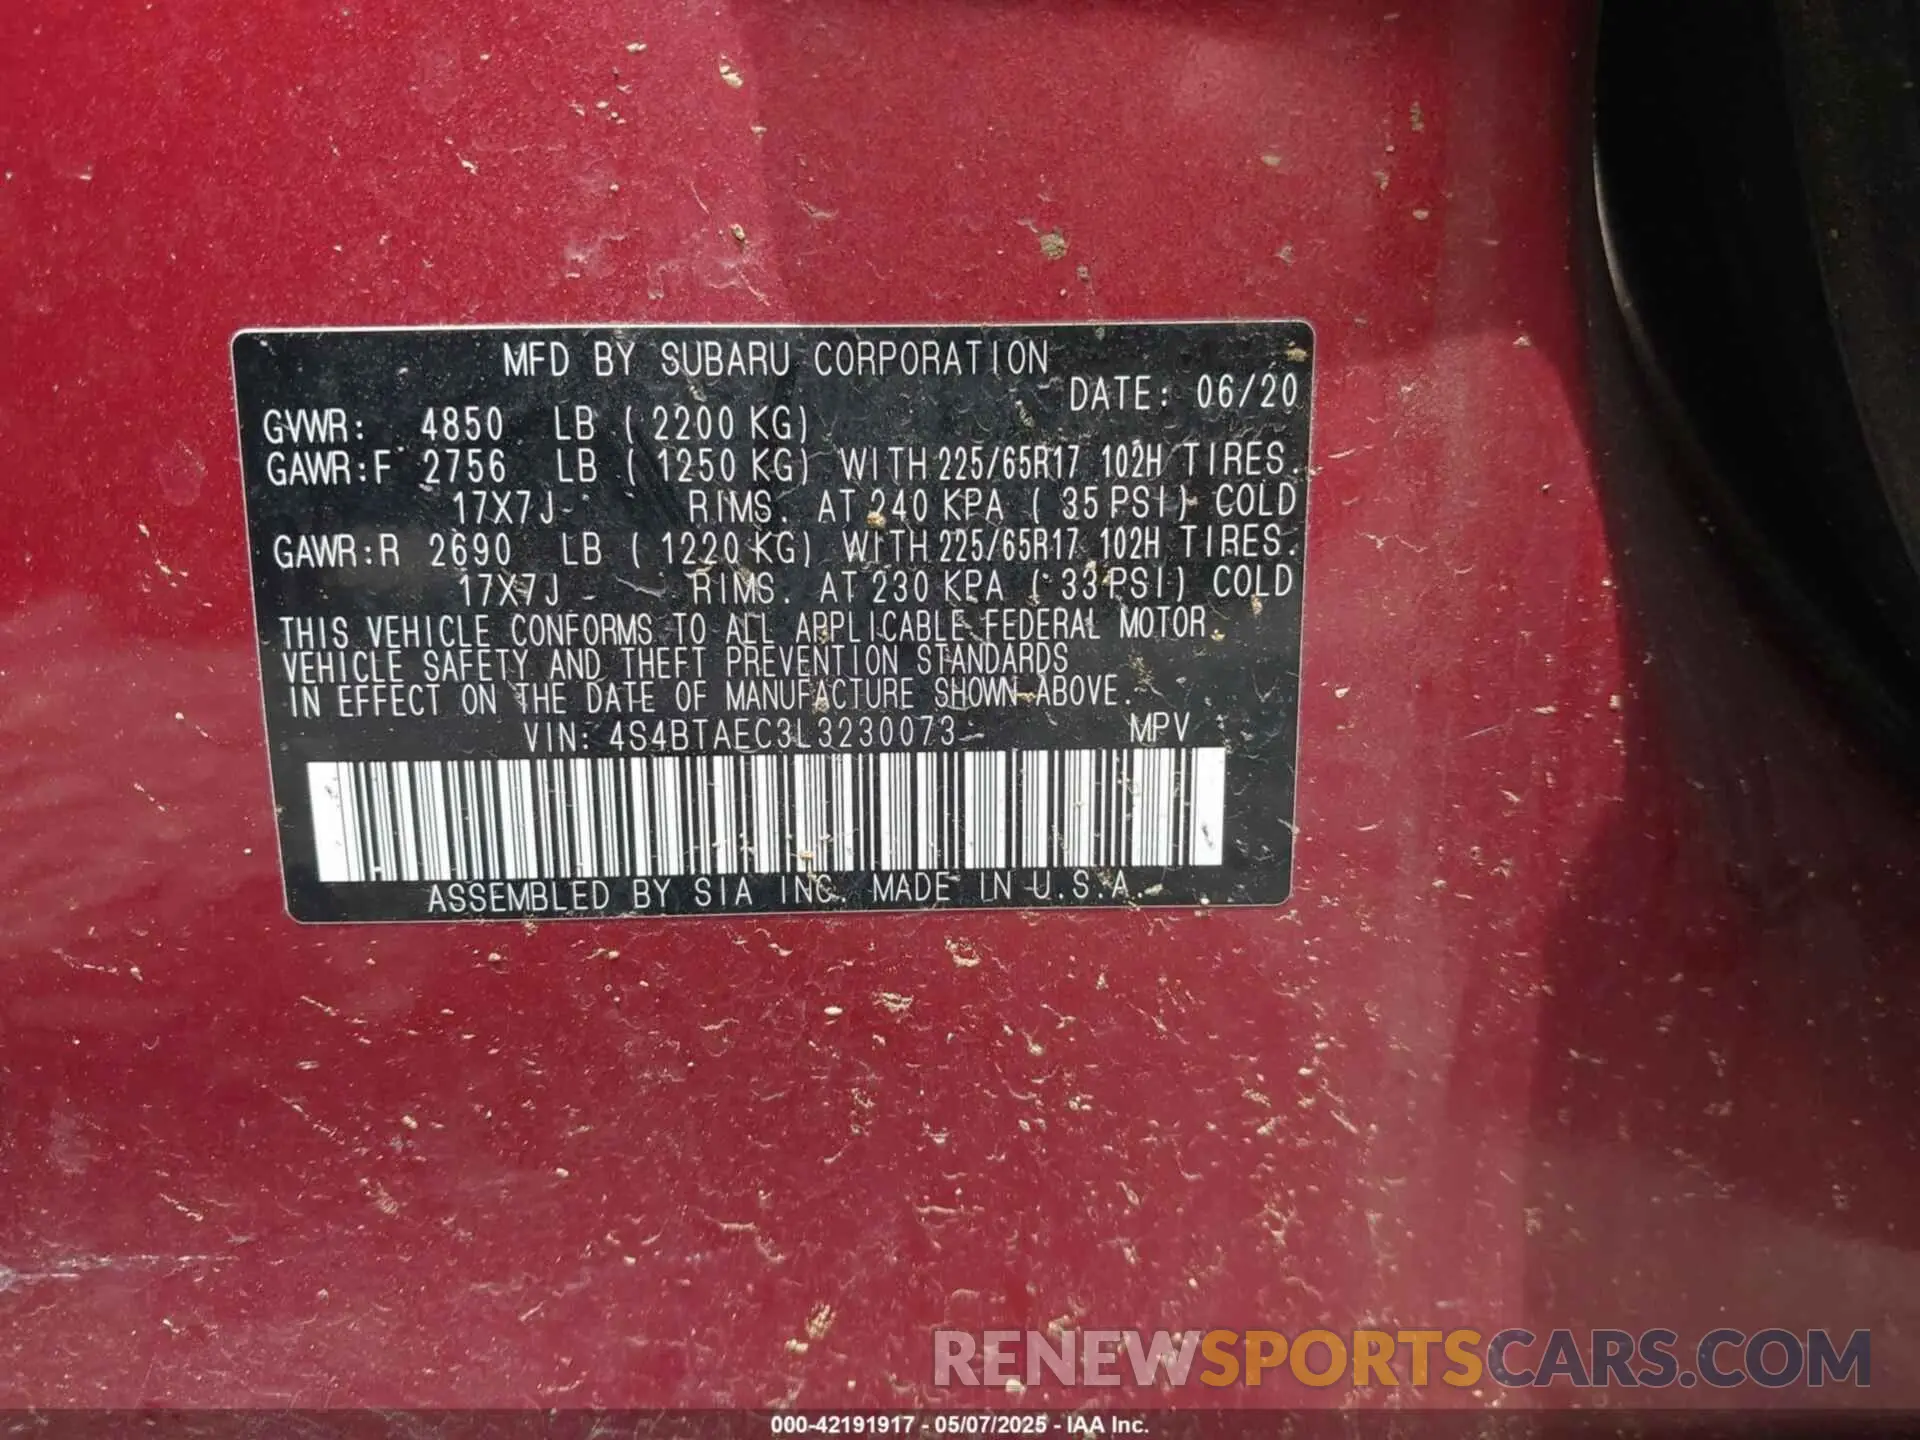 MFD BY SUBARU CORPORATION
DATE: 06/20
GVWR: 4850 LB ( 2200 KG)
GAWR:F 2756 LB ( 1250 KG) WITH 225/65R17 102H TIRES.
17X7J RIMS. AT 240 KPA ( 35 PSI) COLD
GAWR:R 2690 LB ( 1220 KG) WITH 225/65R17 102H TIRES.
17X7J RIMS. AT 230 KPA ( 33 PSI) COLD
THIS VEHICLE CONFORMS TO ALL APPLICABLE FEDERAL MOTOR
VEHICLE SAFETY AND THEFT PREVENTION STANDARDS
IN EFFECT ON THE DATE OF MANUFACTURE SHOWN ABOVE.
VIN: 4S4BTAEC3L3230073 MPV
ASSEMBLED BY SIA INC. MADE IN U.S.A.
RENEWSPORTSCARS.COM
000-42191917 - 05/07/2025 - IAA Inc.